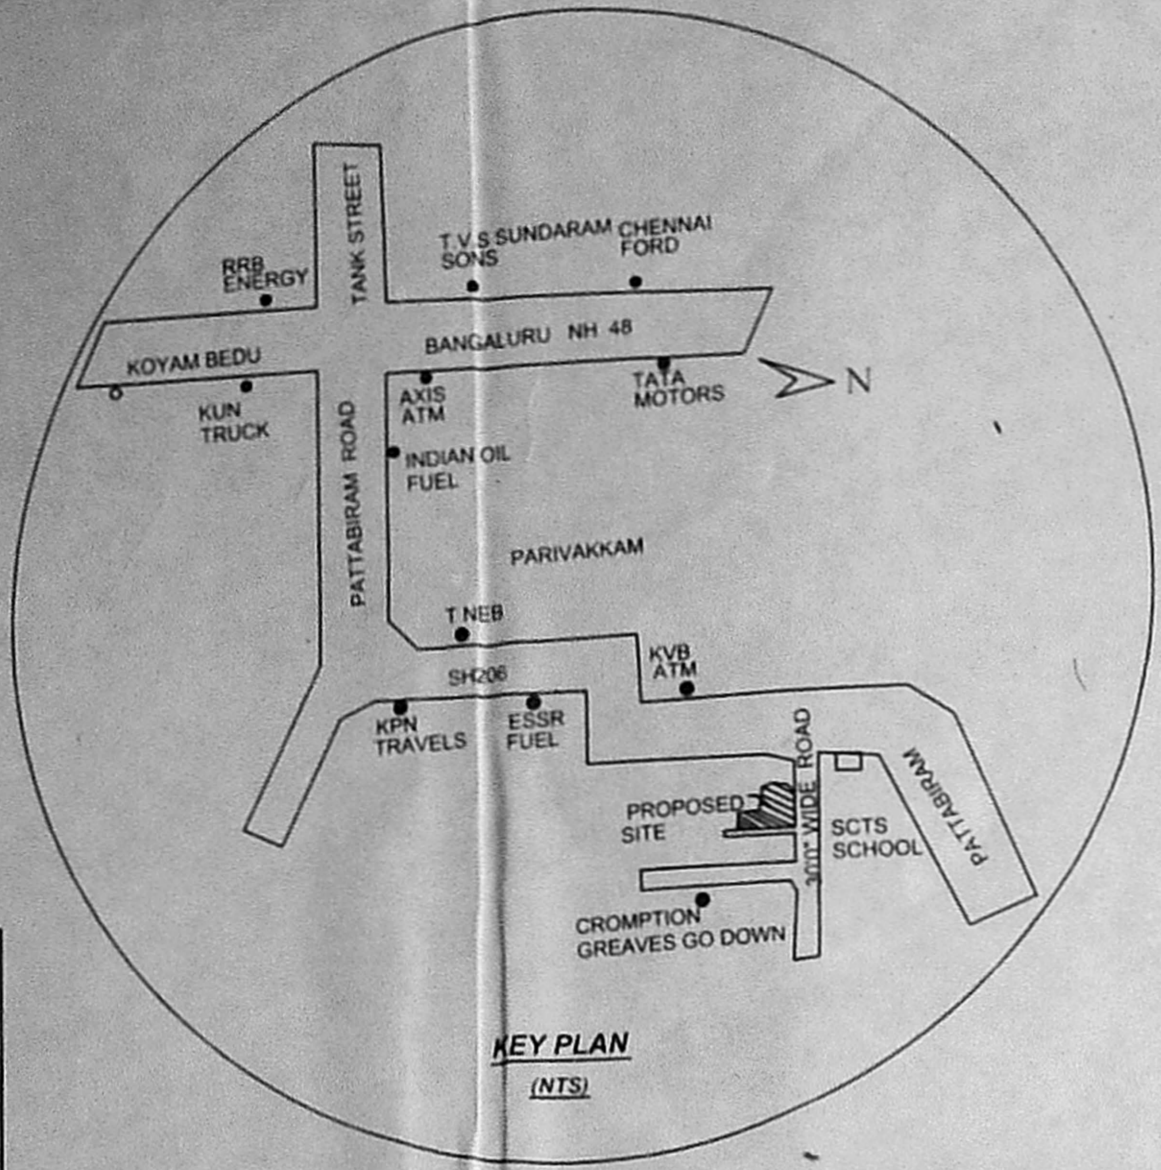 TANK STREET
T.V.S SUNDARAM
SONS
CHENNAI
FORD
RRB
ENERGY
KOYAM BEDU
BANGALURU NH 48
N
KUN
TRUCK
AXIS
ATM
TATA
MOTORS
PATTABIRAM ROAD
INDIAN OIL
FUEL
PARIVAKKAM
T NEB
SH206
KVB
ATM
KPN
TRAVELS
ESSR
FUEL
WIDE ROAD
PATTABIRAM
PROPOSED
SITE
SCTS
SCHOOL
CROMPTION
GREAVES GO DOWN
KEY PLAN
(NTS)